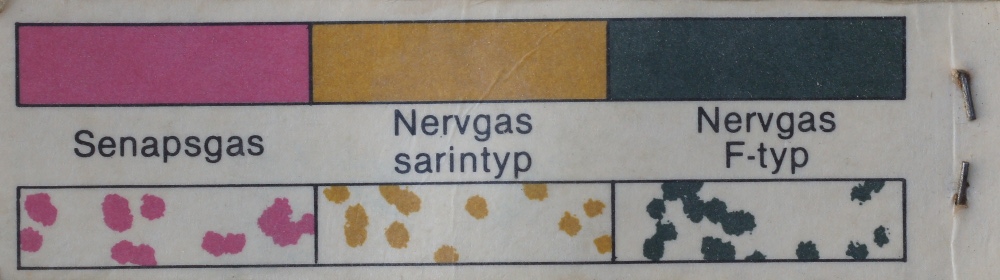 Senapsgas
Nervgas
sarintyp
Nervgas
F-typ